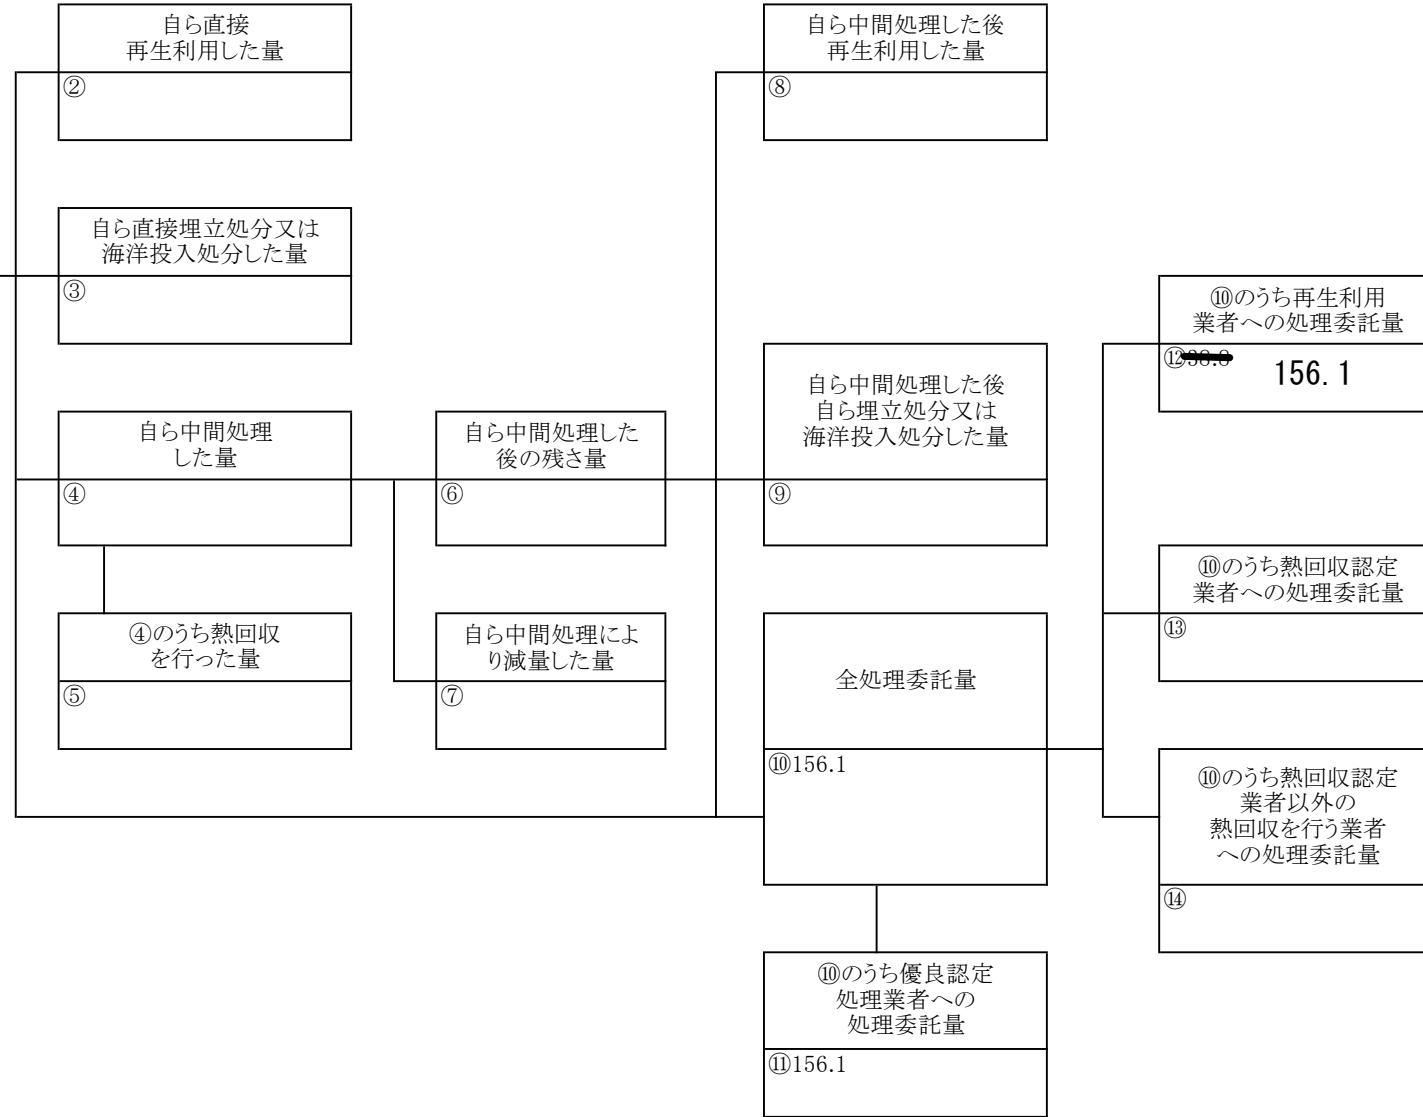 自ら直接
再生利用した量
②
自ら中間処理した後
再生利用した量
⑧
自ら直接埋立処分又は
海洋投入処分した量
③
⑩のうち再生利用
業者への処理委託量
⑫
156.1
自ら中間処理した後
自ら埋立処分又は
海洋投入処分した量
⑨
自ら中間処理
した量
④
自ら中間処理した
後の残さ量
⑥
⑩のうち熱回収認定
業者への処理委託量
⑬
④のうち熱回収
を行った量
⑤
自ら中間処理によ
り減量した量
⑦
全処理委託量
⑩156.1
⑩のうち熱回収認定
業者以外の
熱回収を行う業者
への処理委託量
⑭
⑩のうち優良認定
処理業者への
処理委託量
⑪156.1